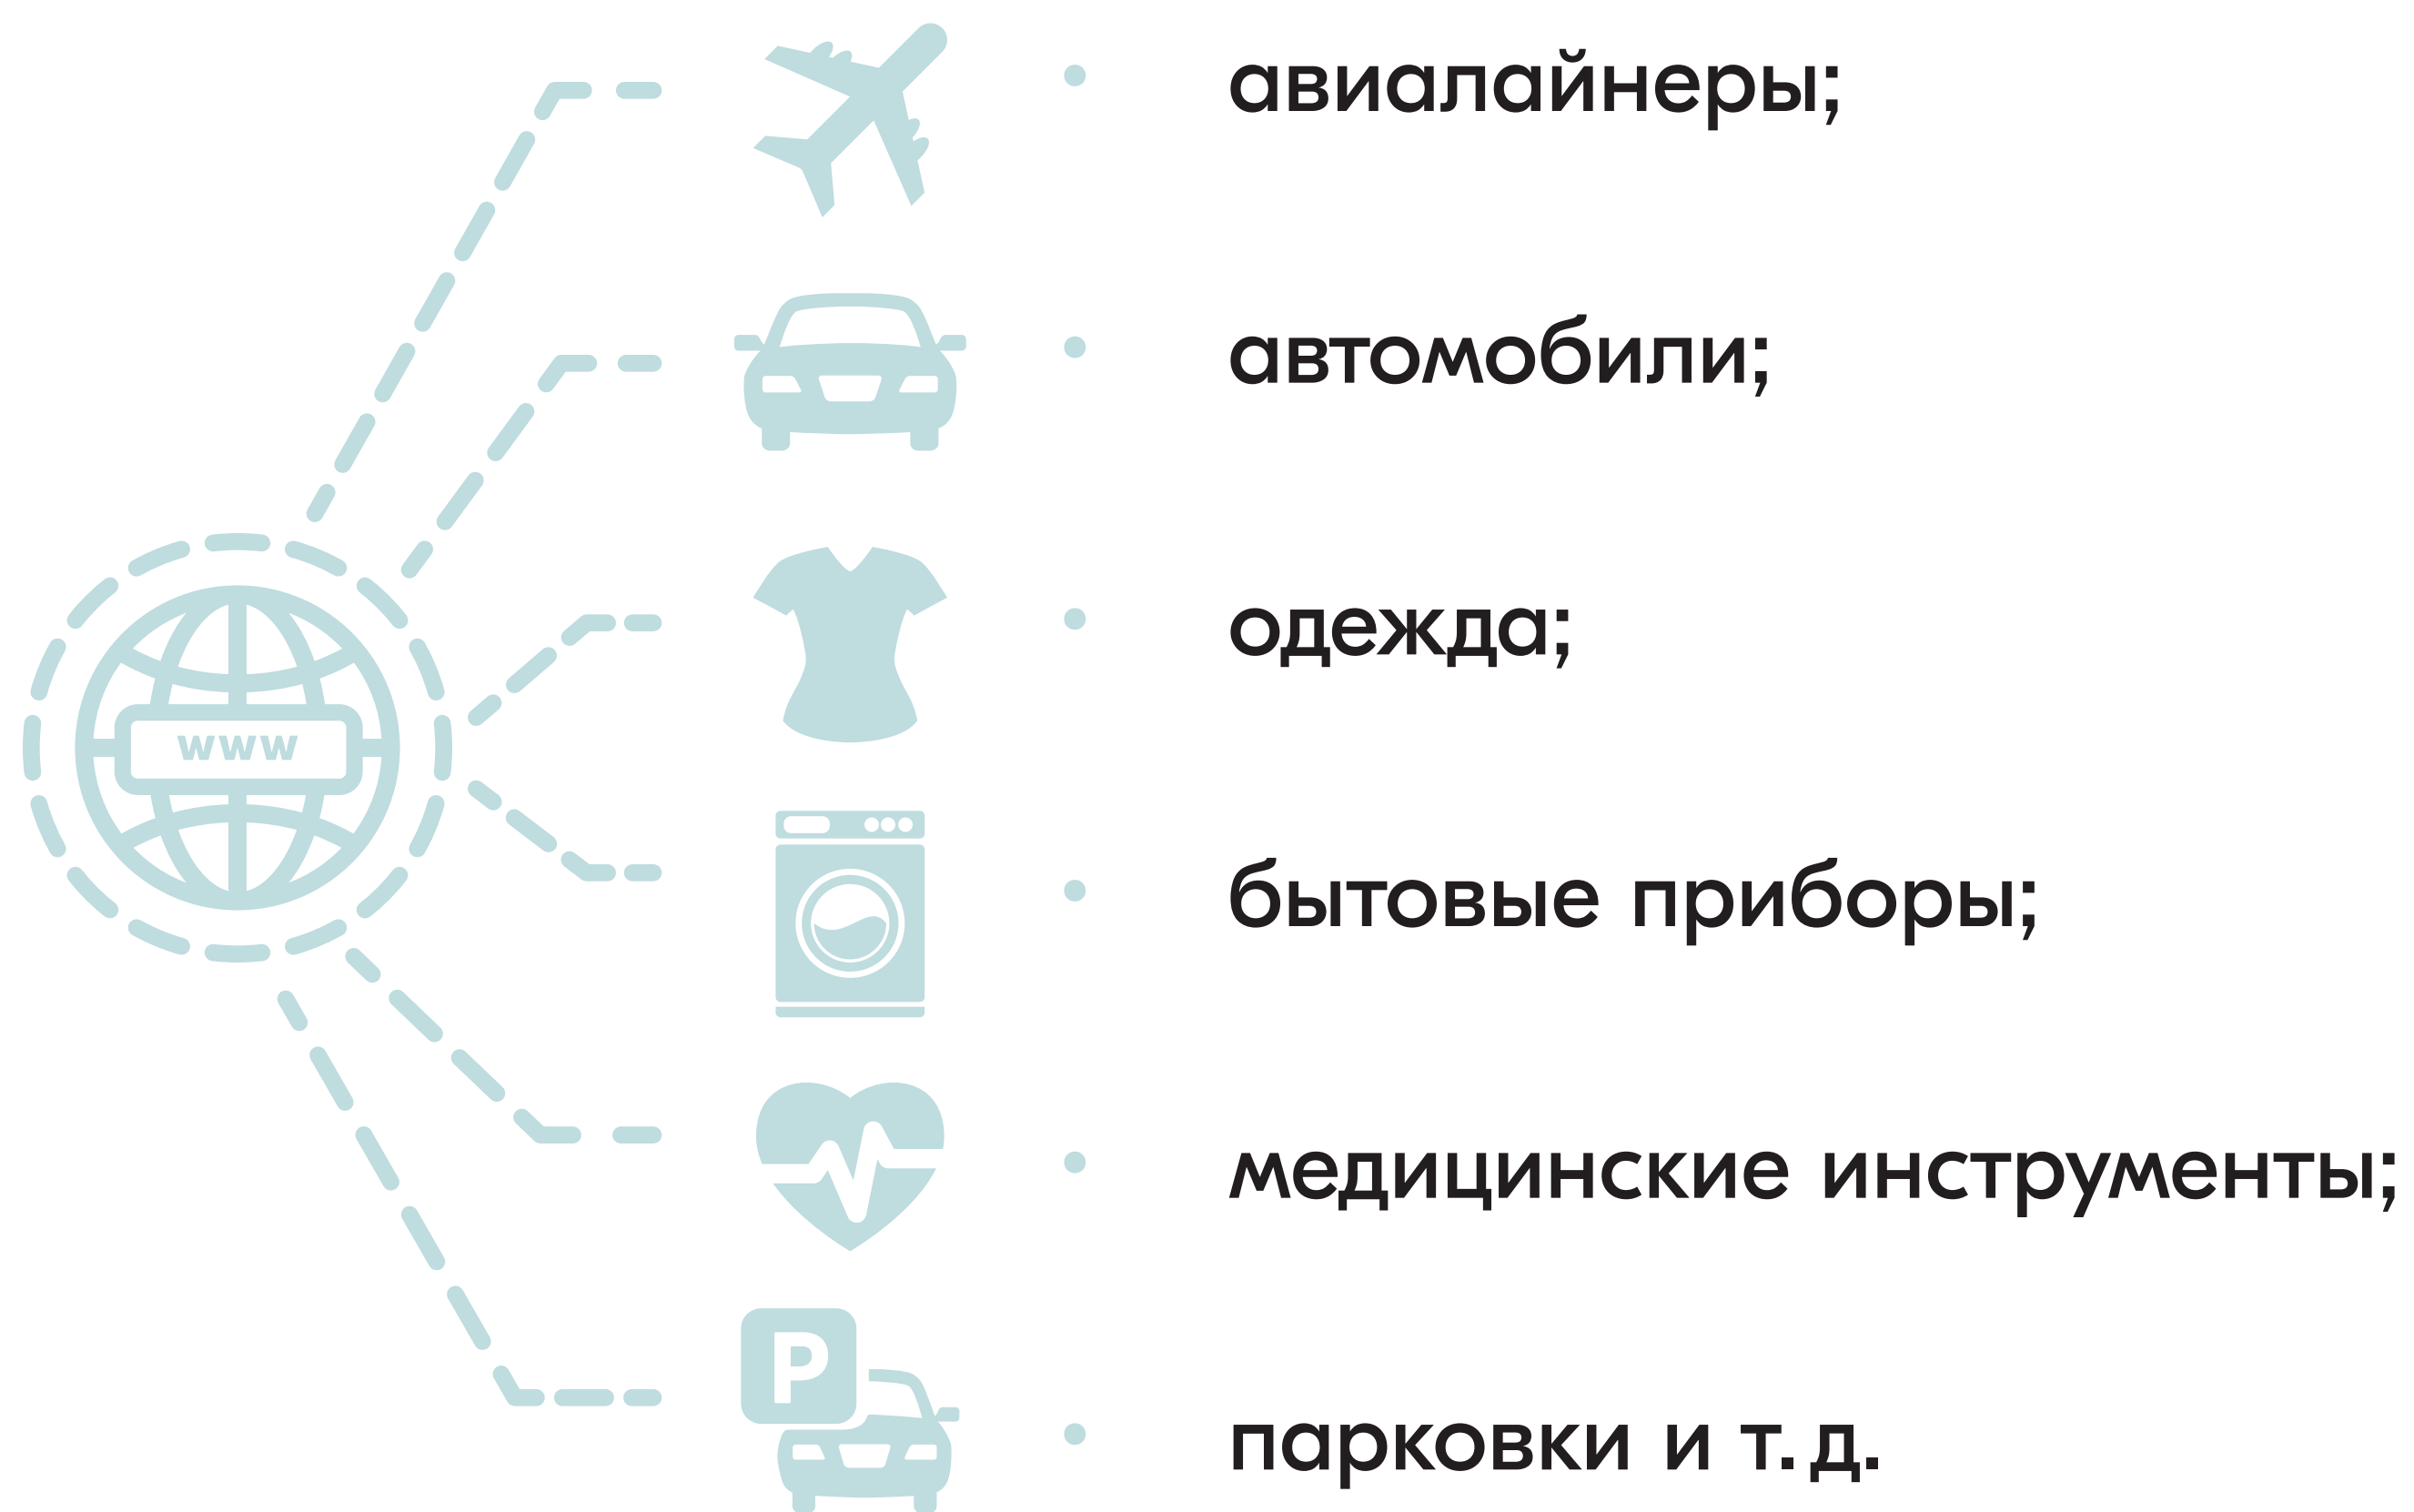 авиалайнеры;
автомобили;
одежда;
www
бытовые приборы;
медицинские инструменты;
P
парковки и т.д.